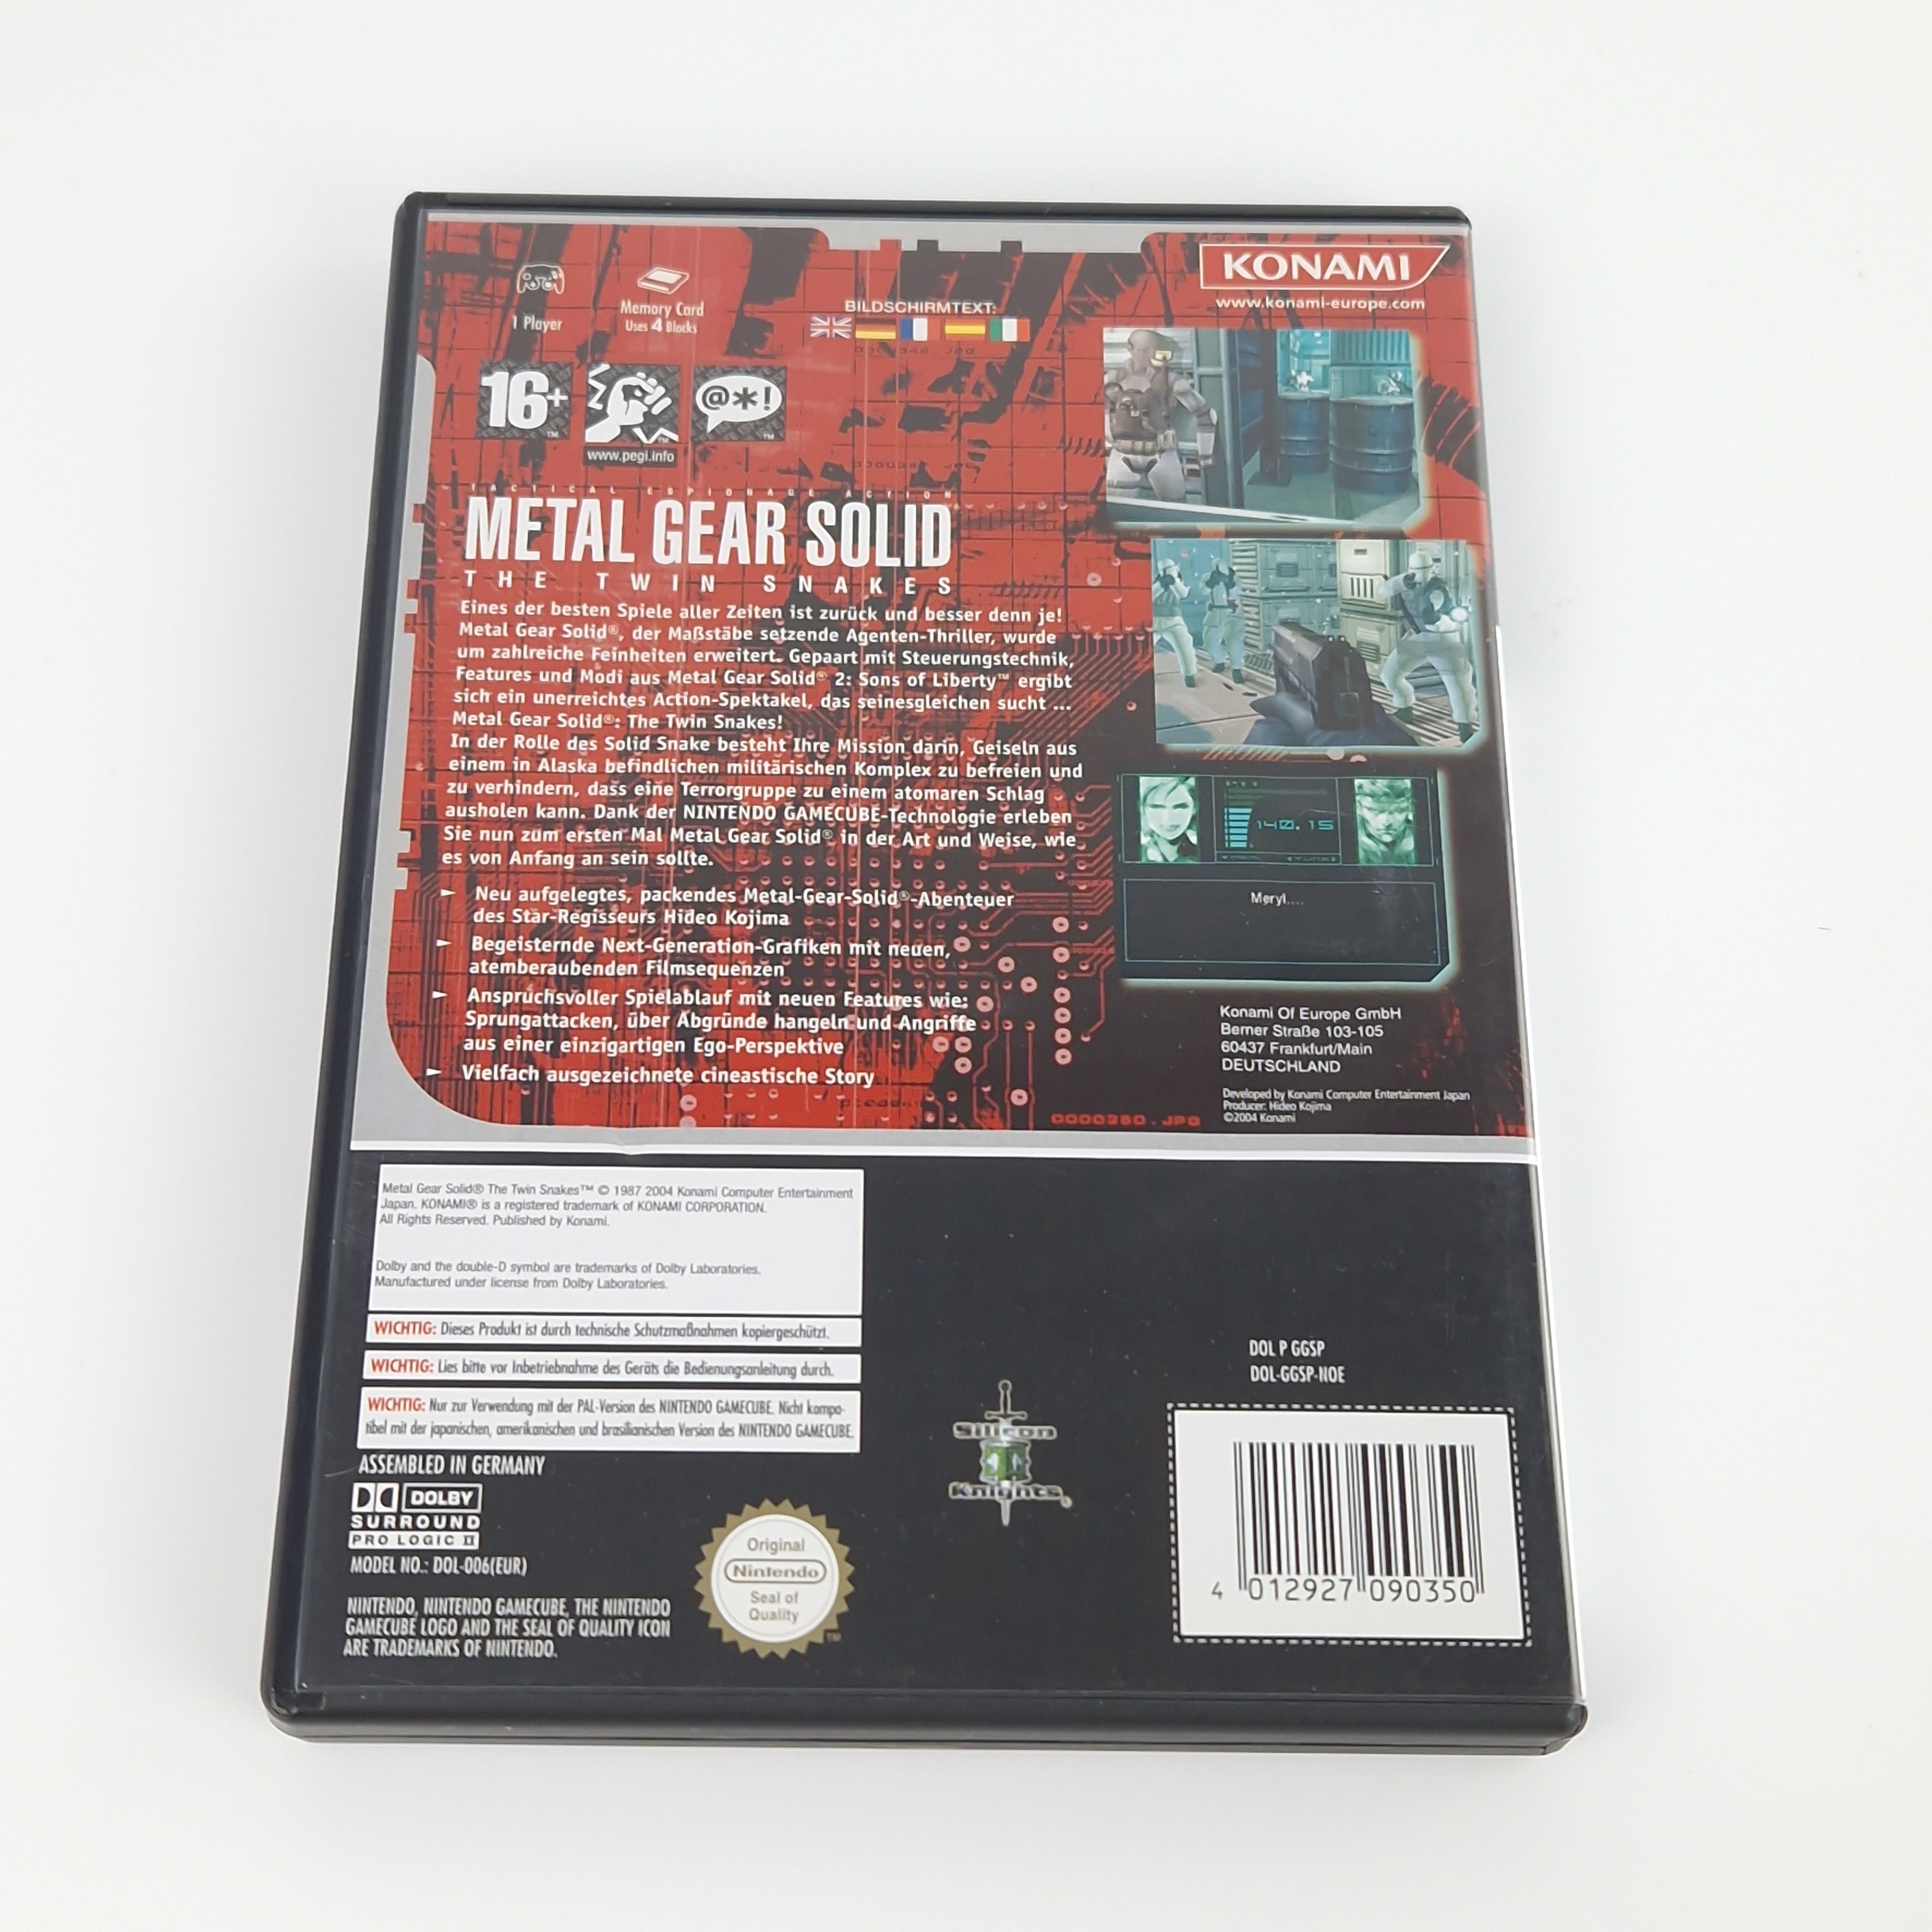 KONAMI
www.konami-europe.com
1 Player
Memory Card
Uses 4 Blocks
BILDSCHIRMTEXT:
16+
@*!
www.pegi.info
TACTICAL ESPIONAGE ACTION
METAL GEAR SOLID
THE TWIN SNAKES
Eines der besten Spiele aller Zeiten ist zurück und besser denn je!
Metal Gear Solid®, der Maßstäbe setzende Agenten-Thriller, wurde
um zahlreiche Feinheiten erweitert. Gepaart mit Steuerungstechnik,
Features und Modi aus Metal Gear Solid® 2: Sons of Liberty™ ergibt
sich ein unerreichtes Action-Spektakel, das seinesgleichen sucht ...
Metal Gear Solid®: The Twin Snakes!
In der Rolle des Solid Snake besteht Ihre Mission darin, Geiseln aus
einem in Alaska befindlichen militärischen Komplex zu befreien und
zu verhindern, dass eine Terrorgruppe zu einem atomaren Schlag
ausholen kann. Dank der NINTENDO GAMECUBE-Technologie erleben
Sie nun zum ersten Mal Metal Gear Solid® in der Art und Weise, wie
es von Anfang an sein sollte.
► Neu aufgelegtes, packendes Metal-Gear-Solid®-Abenteuer
des Star-Regisseurs Hideo Kojima
► Begeisternde Next-Generation-Grafiken mit neuen,
atemberaubenden Filmsequenzen
► Anspruchsvoller Spielablauf mit neuen Features wie:
Sprungattacken, über Abgründe hangeln und Angriffe
aus einer einzigartigen Ego-Perspektive
► Vielfach ausgezeichnete cineastische Story
140.15
Meryl....
Konami Of Europe GmbH
Berner Straße 103-105
60437 Frankfurt/Main
DEUTSCHLAND
Developed by Konami Computer Entertainment Japan
Producer: Hideo Kojima
©2004 Konami
0000350.JPG
Metal Gear Solid® The Twin Snakes™ © 1987 2004 Konami Computer Entertainment
Japan. KONAMI® is a registered trademark of KONAMI CORPORATION.
All Rights Reserved. Published by Konami.
Dolby and the double-D symbol are trademarks of Dolby Laboratories.
Manufactured under license from Dolby Laboratories.
WICHTIG: Dieses Produkt ist durch technische Schutzmaßnahmen kopiergeschützt.
WICHTIG: Lies bitte vor Inbetriebnahme des Geräts die Bedienungsanleitung durch.
WICHTIG: Nur zur Verwendung mit der PAL-Version des NINTENDO GAMECUBE. Nicht kompa-
tibel mit der japanischen, amerikanischen und brasilianischen Version des NINTENDO GAMECUBE.
ASSEMBLED IN GERMANY
DOLBY
SURROUND
PRO LOGIC II
MODEL NO.: DOL-006(EUR)
NINTENDO, NINTENDO GAMECUBE, THE NINTENDO
GAMECUBE LOGO AND THE SEAL OF QUALITY ICON
ARE TRADEMARKS OF NINTENDO.
Original
Nintendo
Seal of
Quality
Silicon
Knights
DOL P GGSP
DOL-GGSP-NOE
4 012927 090350